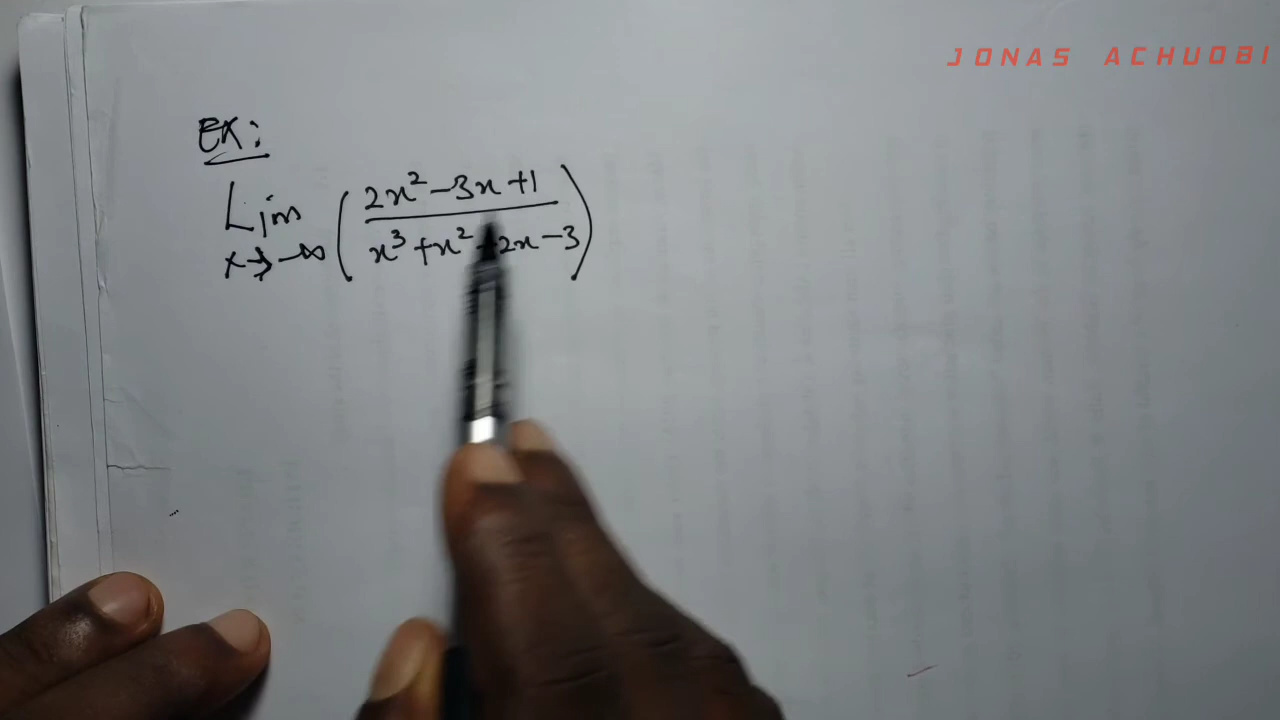 JONAS ACHUOBI
EX:
Lim ( 2x² -3x +1
x→-∞ x³ +x² 2x -3 )